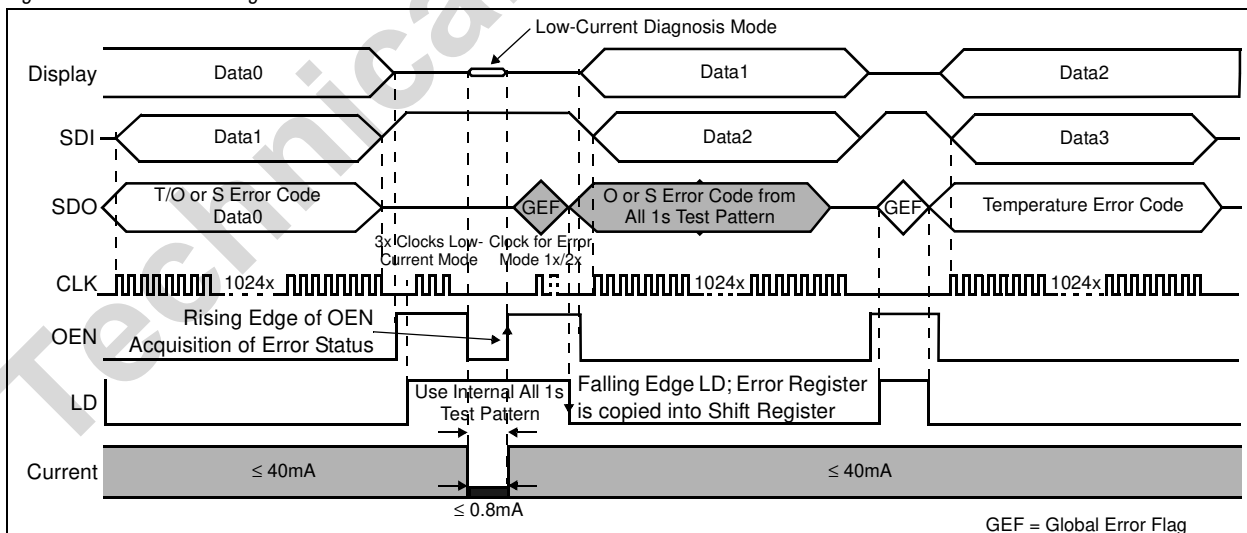 Low-Current Diagnosis Mode
Display
Data0
Data1
Data2
SDI
Data1
Data2
Data3
SDO
T/O or S Error Code
Data0
GEF
O or S Error Code from
All 1s Test Pattern
GEF
Temperature Error Code
3x Clocks Low-
Current Mode
Clock for Error
Mode 1x/2x
CLK
1024x
1024x
1024x
OEN
Rising Edge of OEN
Acquisition of Error Status
LD
Use Internal All 1s
Test Pattern
Falling Edge LD; Error Register
is copied into Shift Register
Current
≤ 40mA
≤ 40mA
≤ 0.8mA
GEF = Global Error Flag
Technical